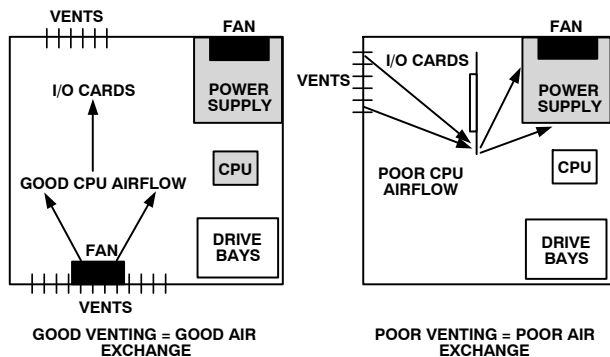 VENTS
FAN
I/O CARDS
POWER
SUPPLY
CPU
GOOD CPU AIRFLOW
FAN
DRIVE
BAYS
VENTS
GOOD VENTING = GOOD AIR
EXCHANGE
FAN
I/O CARDS
VENTS
POWER
SUPPLY
CPU
POOR CPU
AIRFLOW
DRIVE
BAYS
POOR VENTING = POOR AIR
EXCHANGE